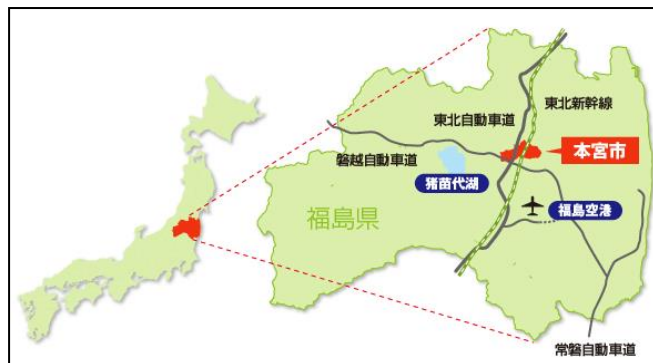 東北新幹線
東北自動車道
本宮市
磐越自動車道
猪苗代湖
福島空港
福島県
常磐自動車道